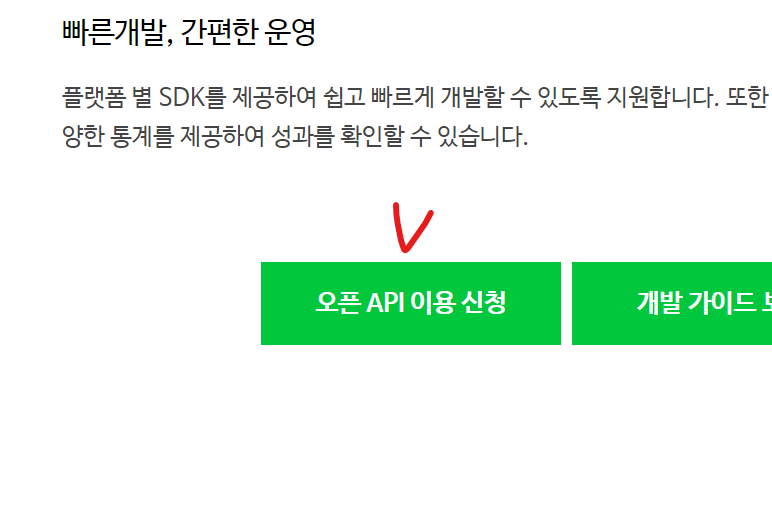 빠른개발, 간편한 운영
플랫폼 별 SDK를 제공하여 쉽고 빠르게 개발할 수 있도록 지원합니다. 또한
양한 통계를 제공하여 성과를 확인할 수 있습니다.
오픈 API 이용 신청
개발 가이드